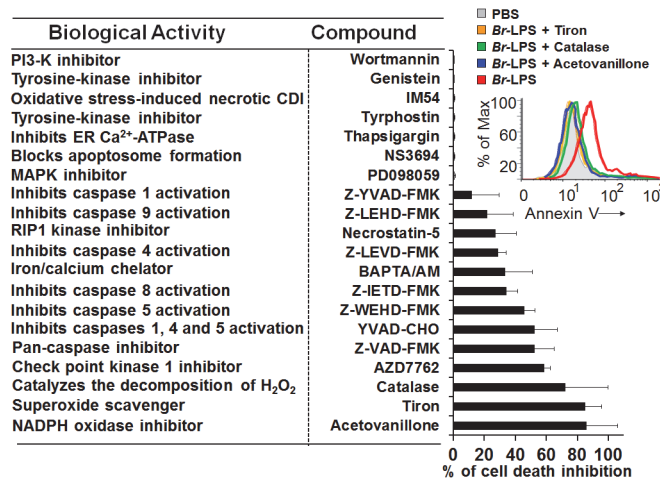 Biological Activity Compound
PBS
Br-LPS + Tiron
Br-LPS + Catalase
Br-LPS + Acetovanillone
Br-LPS
PI3-K inhibitor Wortmannin
Tyrosine-kinase inhibitor Genistein
Oxidative stress-induced necrotic CDI IM54
Tyrosine-kinase inhibitor Tyrphostin
Inhibits ER Ca²⁺-ATPase Thapsigargin
Blocks apoptosome formation NS3694
MAPK inhibitor PD098059
Inhibits caspase 1 activation Z-YVAD-FMK
Inhibits caspase 9 activation Z-LEHD-FMK
RIP1 kinase inhibitor Necrostatin-5
Inhibits caspase 4 activation Z-LEVD-FMK
Iron/calcium chelator BAPTA/AM
Inhibits caspase 8 activation Z-IETD-FMK
Inhibits caspase 5 activation Z-WEHD-FMK
Inhibits caspases 1, 4 and 5 activation YVAD-CHO
Pan-caspase inhibitor Z-VAD-FMK
Check point kinase 1 inhibitor AZD7762
Catalyzes the decomposition of H₂O₂ Catalase
Superoxide scavenger Tiron
NADPH oxidase inhibitor Acetovanillone
% of Max
100
80
60
40
20
0 10¹ 10² 10³
Annexin V
0 20 40 60 80 100
% of cell death inhibition